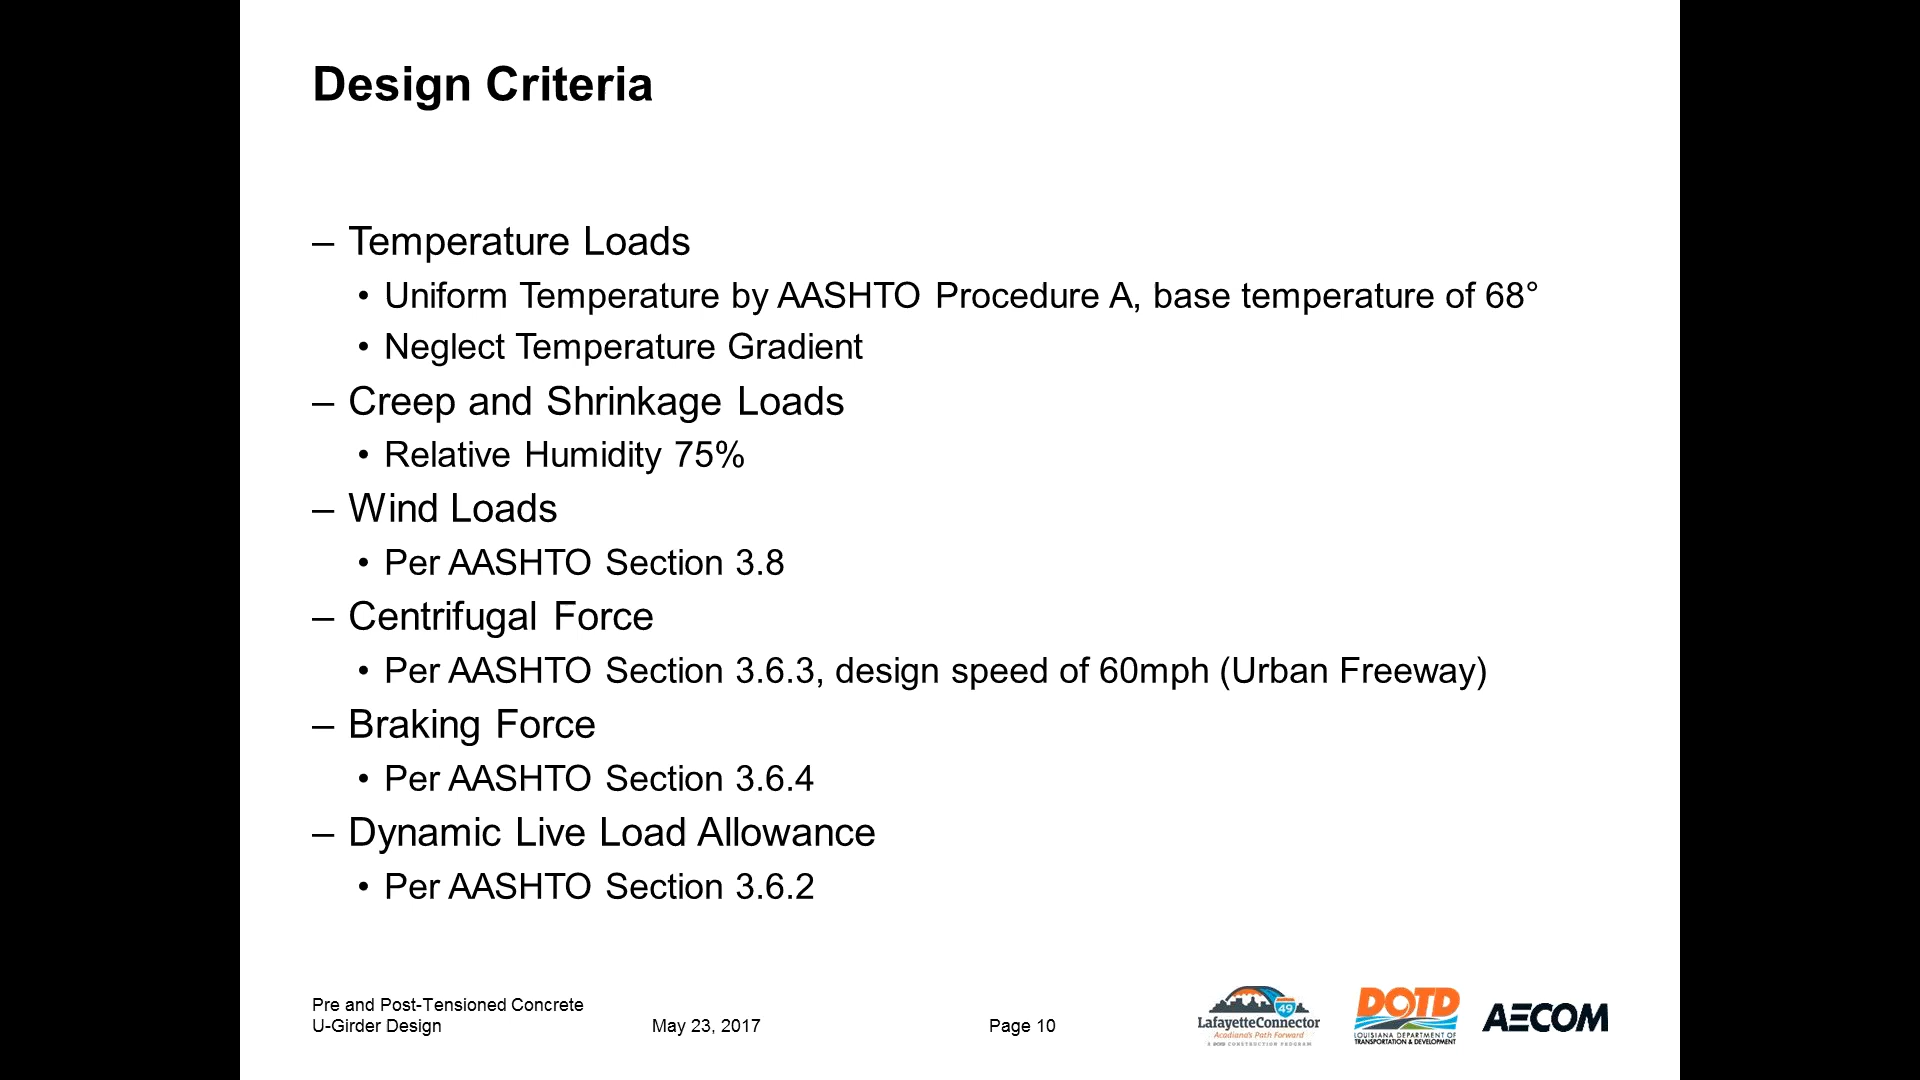 Design Criteria
– Temperature Loads
• Uniform Temperature by AASHTO Procedure A, base temperature of 68°
• Neglect Temperature Gradient
– Creep and Shrinkage Loads
• Relative Humidity 75%
– Wind Loads
• Per AASHTO Section 3.8
– Centrifugal Force
• Per AASHTO Section 3.6.3, design speed of 60mph (Urban Freeway)
– Braking Force
• Per AASHTO Section 3.6.4
– Dynamic Live Load Allowance
• Per AASHTO Section 3.6.2
Pre and Post-Tensioned Concrete
U-Girder Design
May 23, 2017
Page 10
49
LafayetteConnector
Acadiana's Path Forward
A DOTD CONSTRUCTION PROGRAM
DOTD
LOUISIANA DEPARTMENT OF
TRANSPORTATION & DEVELOPMENT
AECOM